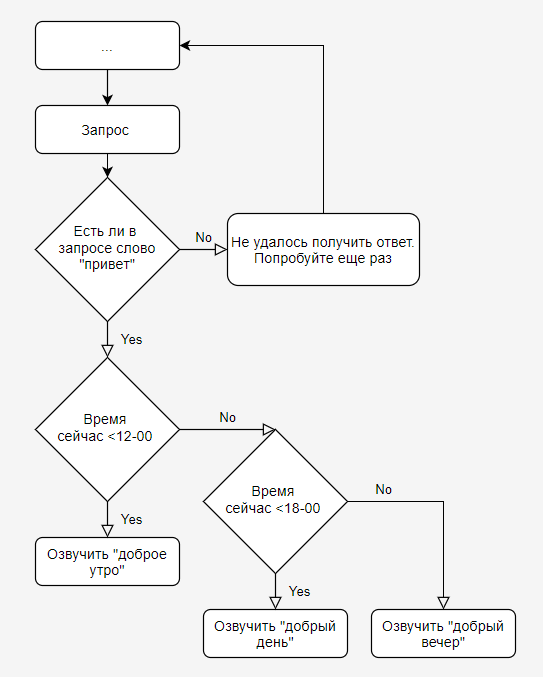 ...
Запрос
Есть ли в
запросе слово
"привет"
No
Не удалось получить ответ.
Попробуйте еще раз
Yes
Время
сейчас <12-00
No
Время
сейчас <18-00
No
Yes
Озвучить "доброе
утро"
Yes
Озвучить "добрый
день"
Озвучить "добрый
вечер"